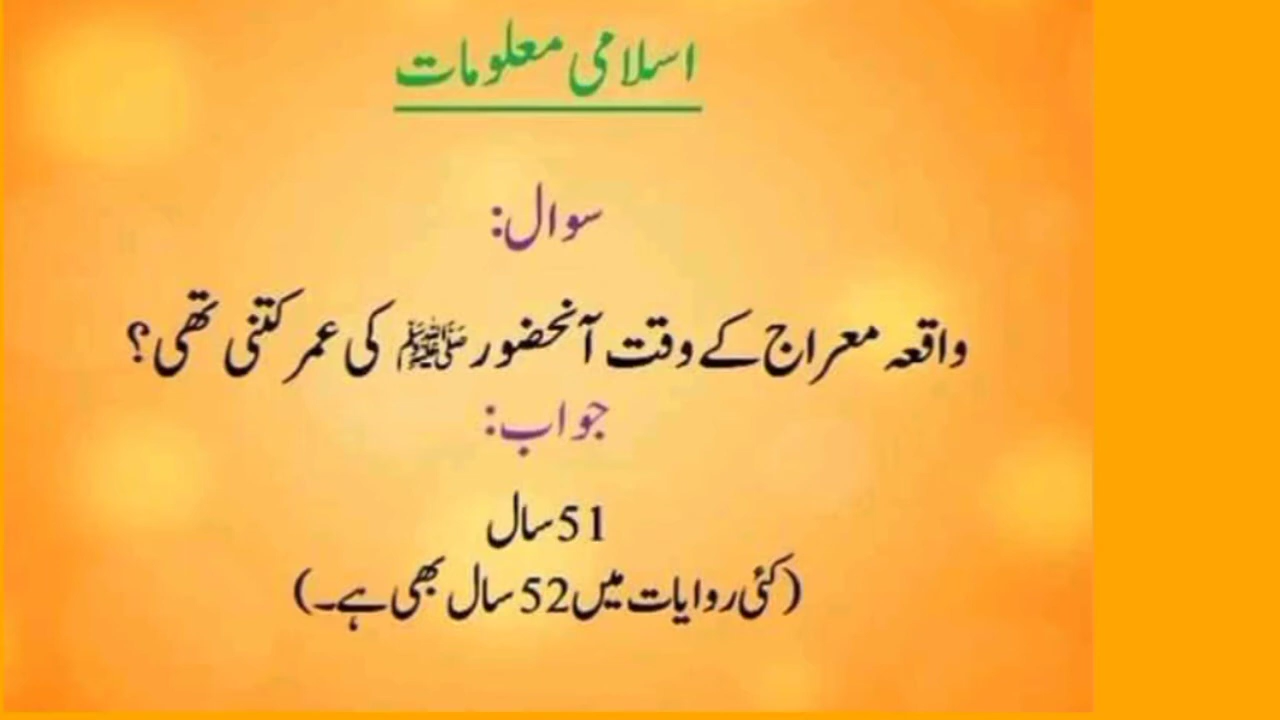 اسلامی معلومات
سوال:
واقعہ معراج کے وقت آنحضور ﷺ کی عمر کتنی تھی؟
جواب:
51 سال
(کئی روایات میں 52 سال بھی ہے۔)